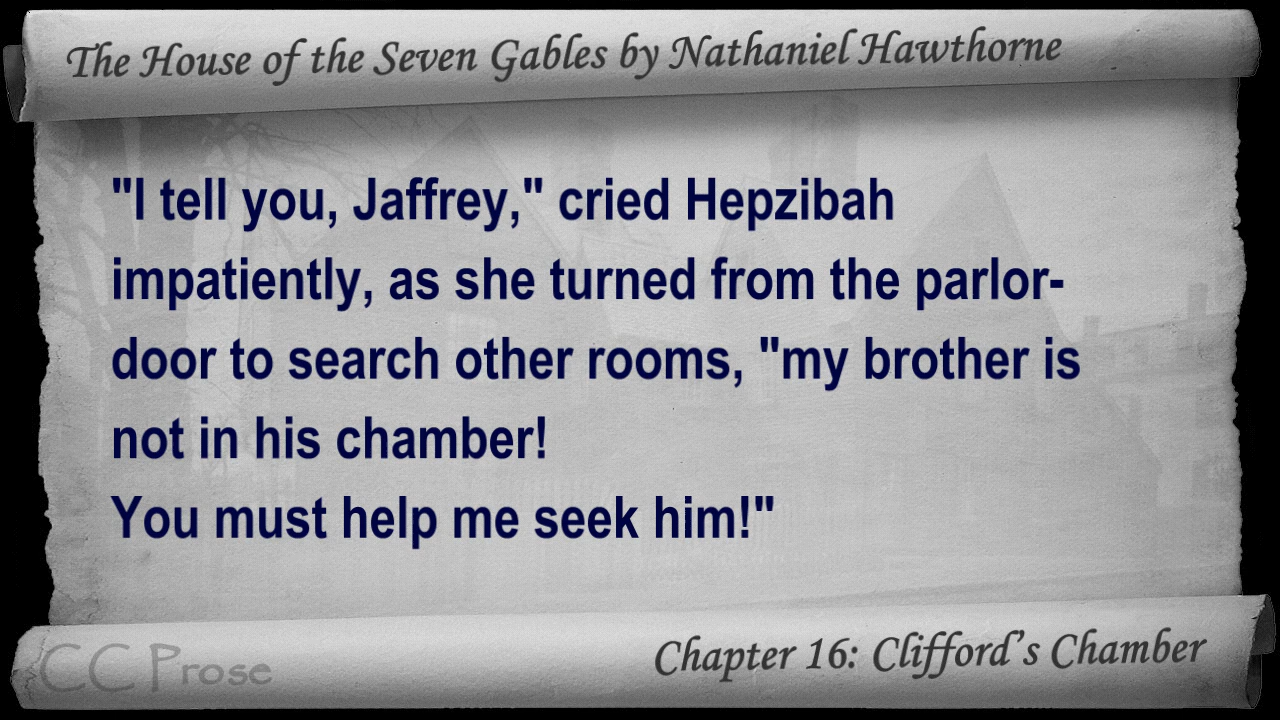 The House of the Seven Gables by Nathaniel Hawthorne
"I tell you, Jaffrey," cried Hepzibah
impatiently, as she turned from the parlor-
door to search other rooms, "my brother is
not in his chamber!
You must help me seek him!"
CC Prose
Chapter 16: Clifford's Chamber